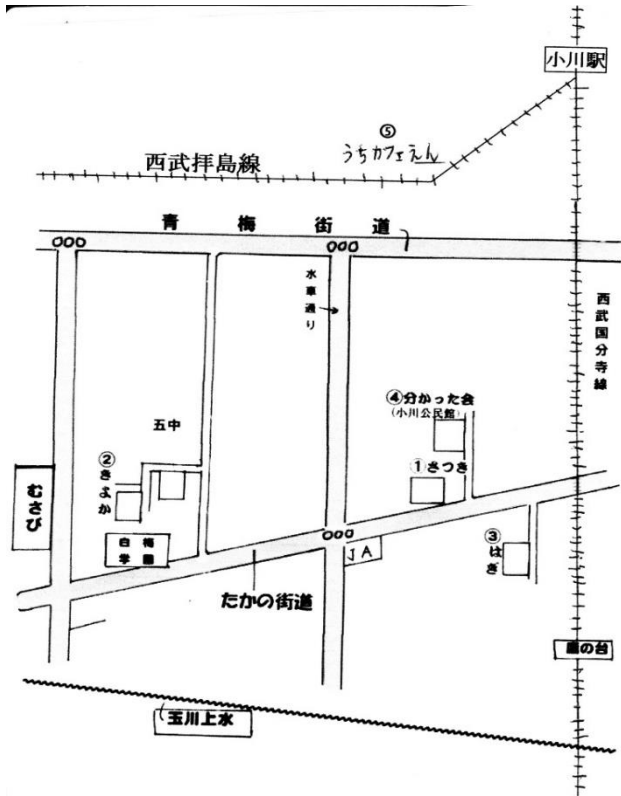 小川駅
⑤
うちカフェえん
西武拝島線
青梅街道
水車通り
西武国分寺線
④分かった会
(小川公民館)
五中
②きよか
①さつき
むさび
白梅
学園
JA
③はぎ
たかの街道
鷹の台
玉川上水